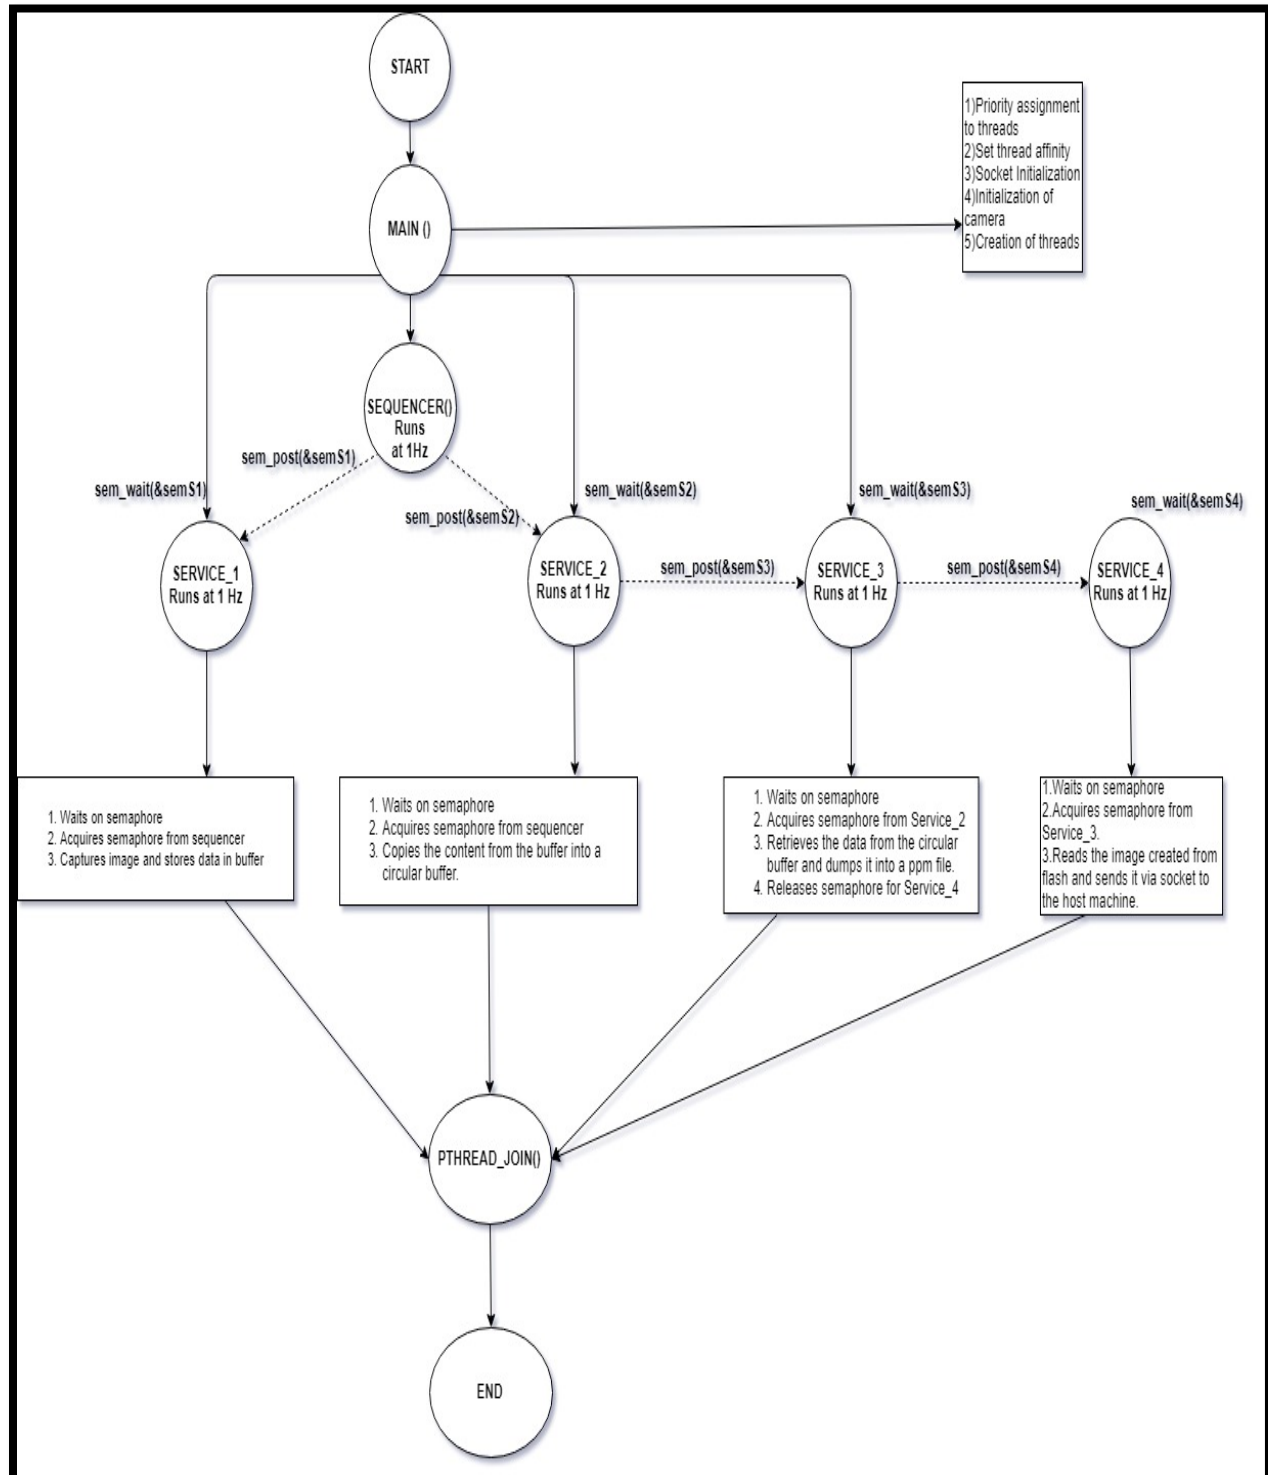 START
1)Priority assignment
to threads
2)Set thread affinity
3)Socket Initialization
4)Initialization of
camera
5)Creation of threads
MAIN ()
SEQUENCER()
Runs
at 1Hz
sem_post(&semS1)
sem_wait(&semS1)
sem_post(&semS2)
sem_wait(&semS2)
sem_wait(&semS3)
sem_wait(&semS4)
SERVICE_1
Runs at 1 Hz
SERVICE_2
Runs at 1 Hz
sem_post(&semS3)
SERVICE_3
Runs at 1 Hz
sem_post(&semS4)
SERVICE_4
Runs at 1 Hz
1. Waits on semaphore
2. Acquires semaphore from sequencer
3. Captures image and stores data in buffer
1. Waits on semaphore
2. Acquires semaphore from sequencer
3. Copies the content from the buffer into a
circular buffer.
1. Waits on semaphore
2. Acquires semaphore from Service_2
3. Retrieves the data from the circular
buffer and dumps it into a ppm file.
4. Releases semaphore for Service_4
1.Waits on semaphore
2.Acquires semaphore from
Service_3.
3.Reads the image created from
flash and sends it via socket to
the host machine.
PTHREAD_JOIN()
END